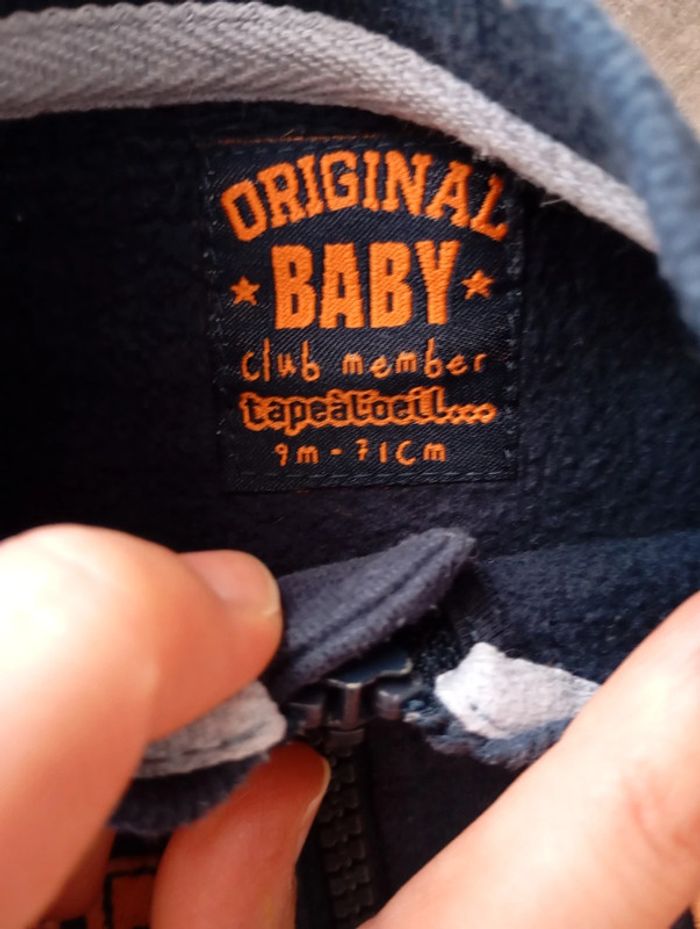 ORIGINAL
BABY
club member
tapeàl'oeil...
9m - 71cm